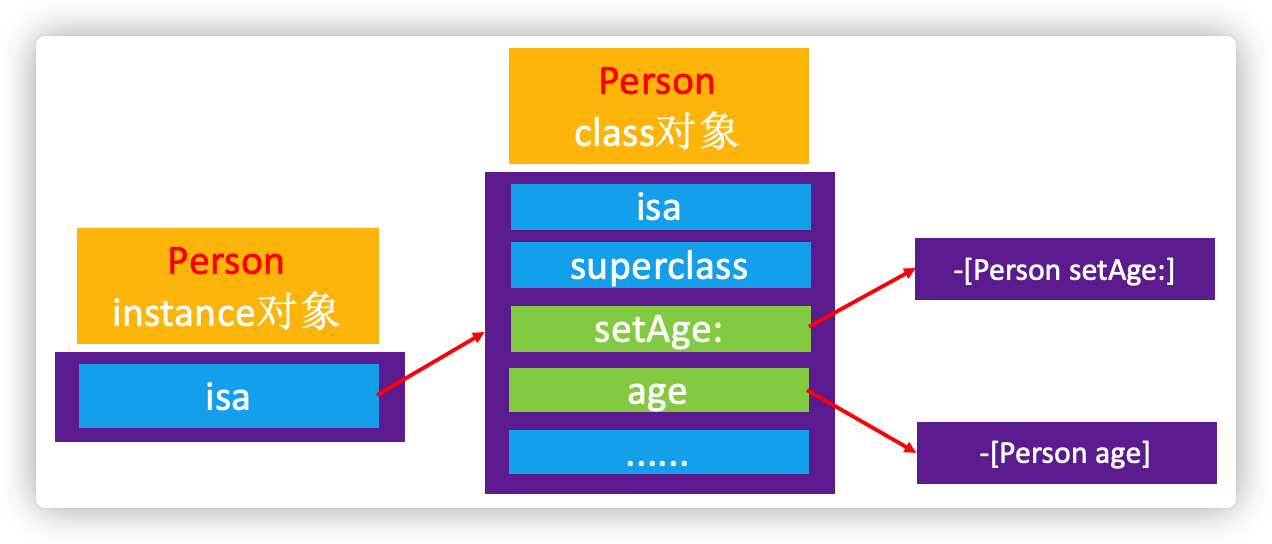 Person
instance对象
isa
Person
class对象
isa
superclass
setAge:
age
......
-[Person setAge:]
-[Person age]